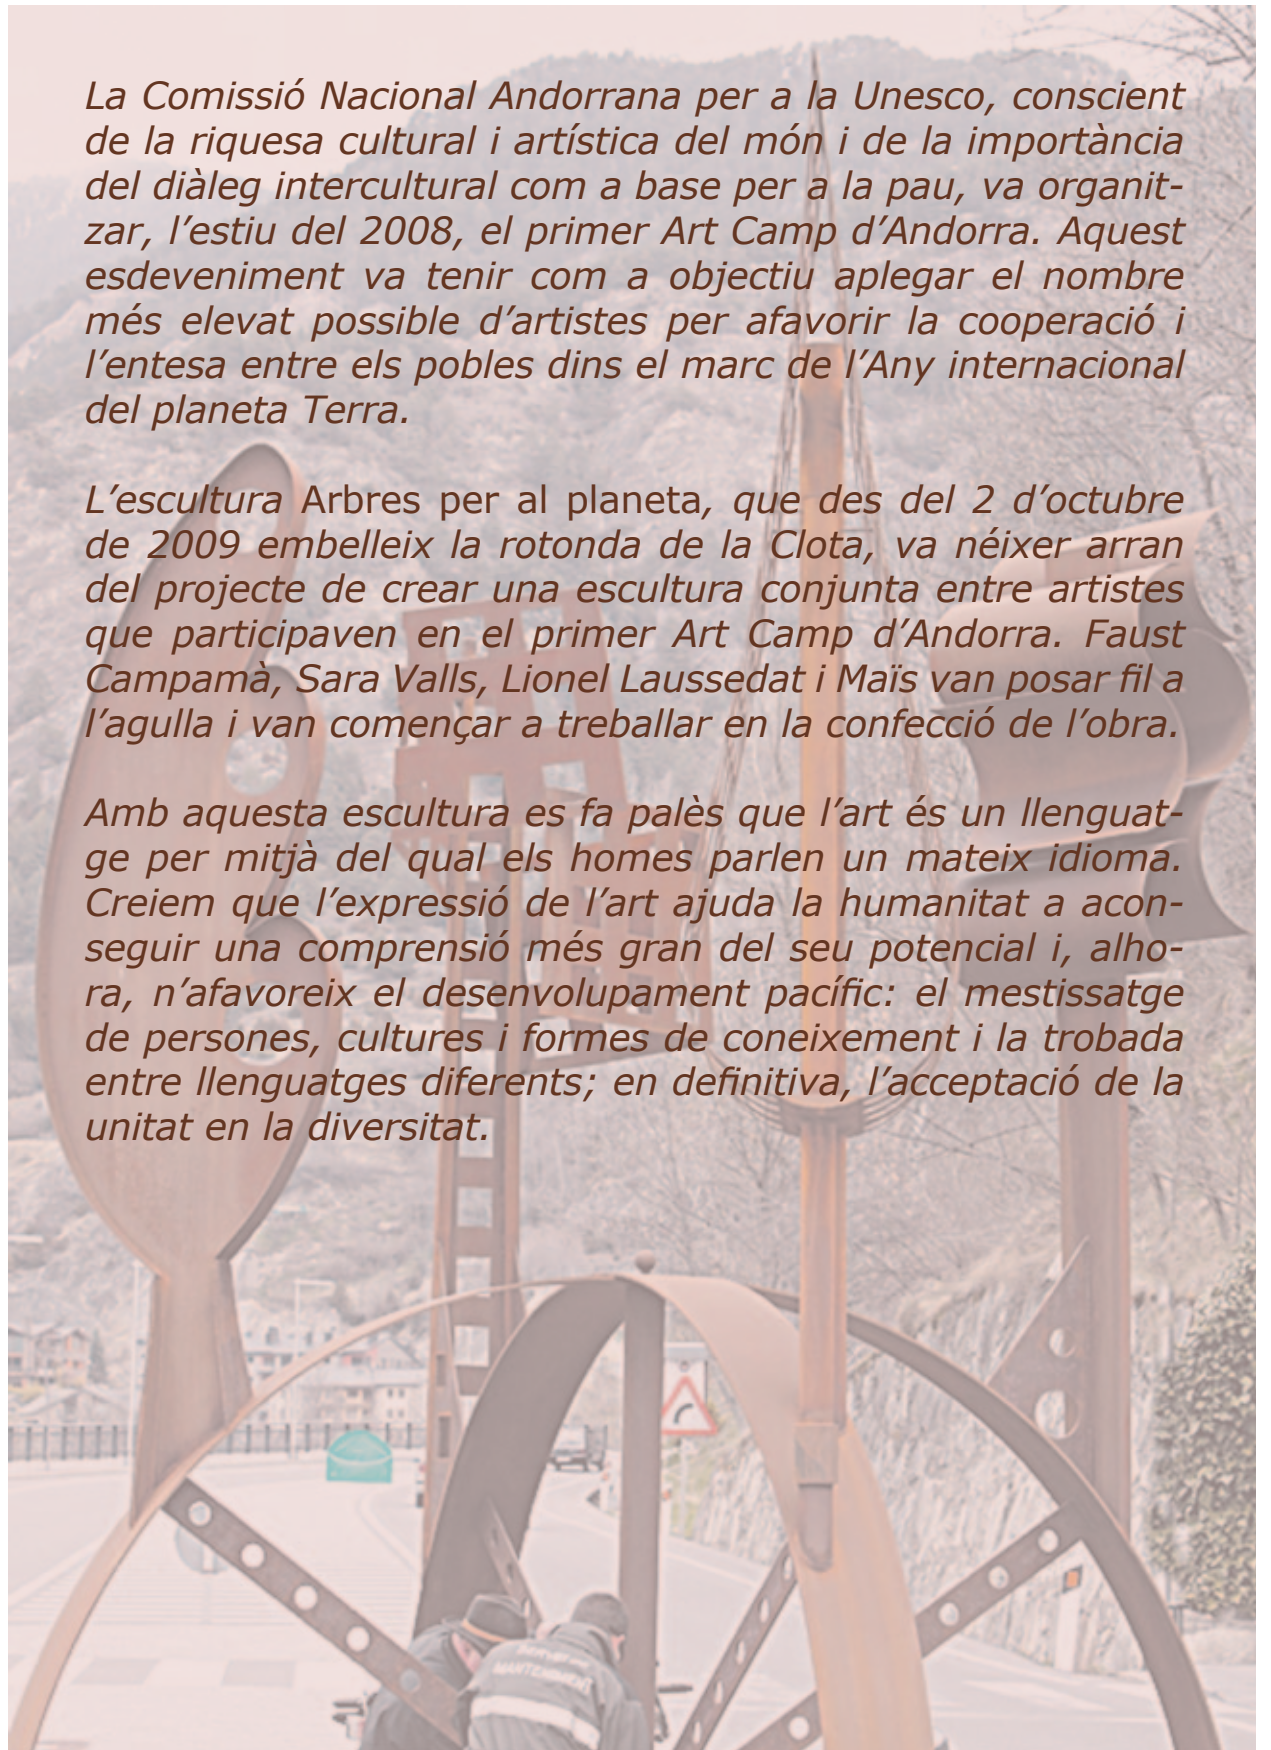 La Comissió Nacional Andorrana per a la Unesco, conscient
de la riquesa cultural i artística del món i de la importància
del diàleg intercultural com a base per a la pau, va organit-
zar, l’estiu del 2008, el primer Art Camp d’Andorra. Aquest
esdeveniment va tenir com a objectiu aplegar el nombre
més elevat possible d’artistes per afavorir la cooperació i
l’entesa entre els pobles dins el marc de l’Any internacional
del planeta Terra.
L’escultura Arbres per al planeta, que des del 2 d’octubre
de 2009 embelleix la rotonda de la Clota, va néixer arran
del projecte de crear una escultura conjunta entre artistes
que participaven en el primer Art Camp d’Andorra. Faust
Campamà, Sara Valls, Lionel Laussedat i Maïs van posar fil a
l’agulla i van començar a treballar en la confecció de l’obra.
Amb aquesta escultura es fa palès que l’art és un llenguat-
ge per mitjà del qual els homes parlen un mateix idioma.
Creiem que l’expressió de l’art ajuda la humanitat a acon-
seguir una comprensió més gran del seu potencial i, alho-
ra, n’afavoreix el desenvolupament pacífic: el mestissatge
de persones, cultures i formes de coneixement i la trobada
entre llenguatges diferents; en definitiva, l’acceptació de la
unitat en la diversitat.